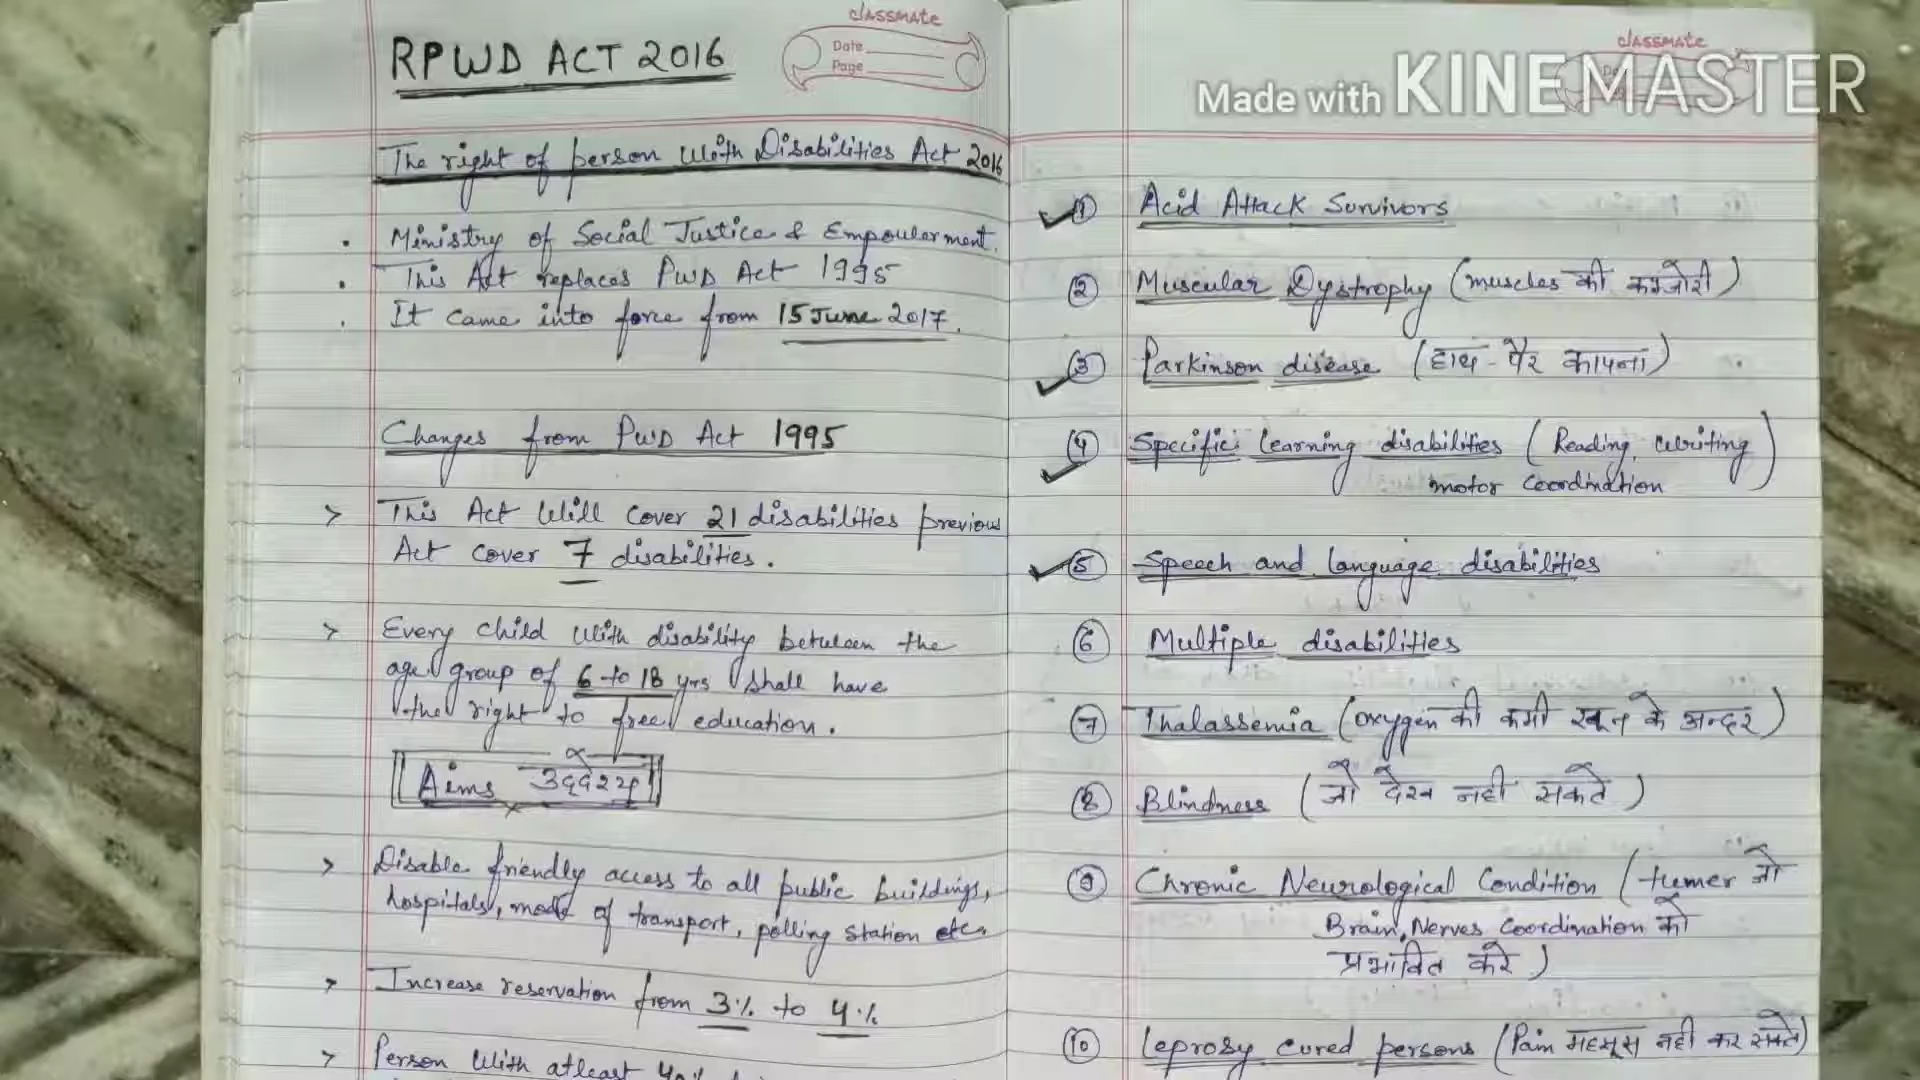 classmate
Date
Page
RPWD ACT 2016
The right of person with Disabilities Act 2016
Ministry of Social Justice & Empowerment.
This Act replaces PWD Act 1995
It came into force from 15 June 2017.
Changes from PWD Act 1995
> This Act will cover 21 disabilities previous
Act cover 7 disabilities.
> Every child with disability between the
age group of 6 to 18 yrs shall have
the right to free education.
Aims उद्देश्य
> Disable friendly access to all public buildings,
hospitals, mode of transport, polling station etc.
> Increase reservation from 3% to 4%
> Person with atleast 40%
classmate
Made with KINEMASTER
① Acid Attack Survivors
② Muscular Dystrophy (muscles की कमजोरी)
③ Parkinson disease (हाथ-पैर कापना)
④ Specific learning disabilities (Reading, writing
motor coordination)
⑤ Speech and language disabilities
⑥ Multiple disabilities
⑦ Thalassemia (oxygen की कमी खून के अन्दर)
⑧ Blindness (जो देख नही सकते)
⑨ Chronic Neurological Condition (tumer जो
Brain, Nerves Coordination को
प्रभावित करे)
⑩ Leprosy cured persons (Pain महसूस नही कर सकते)